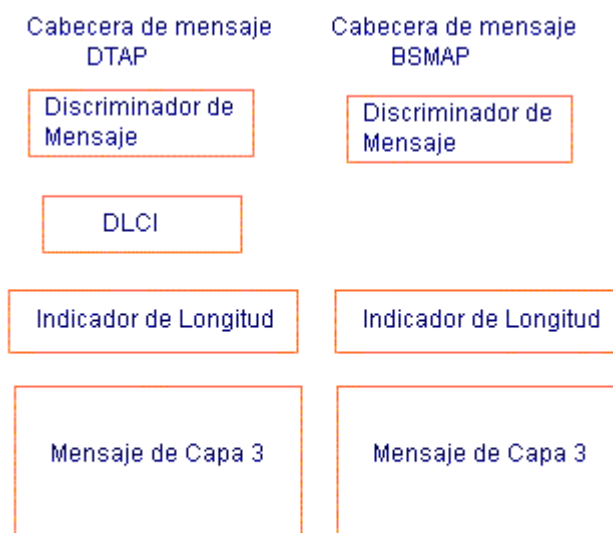 Cabecera de mensaje
DTAP
Discriminador de
Mensaje
DLCI
Indicador de Longitud
Mensaje de Capa 3
Cabecera de mensaje
BSMAP
Discriminador de
Mensaje
Indicador de Longitud
Mensaje de Capa 3